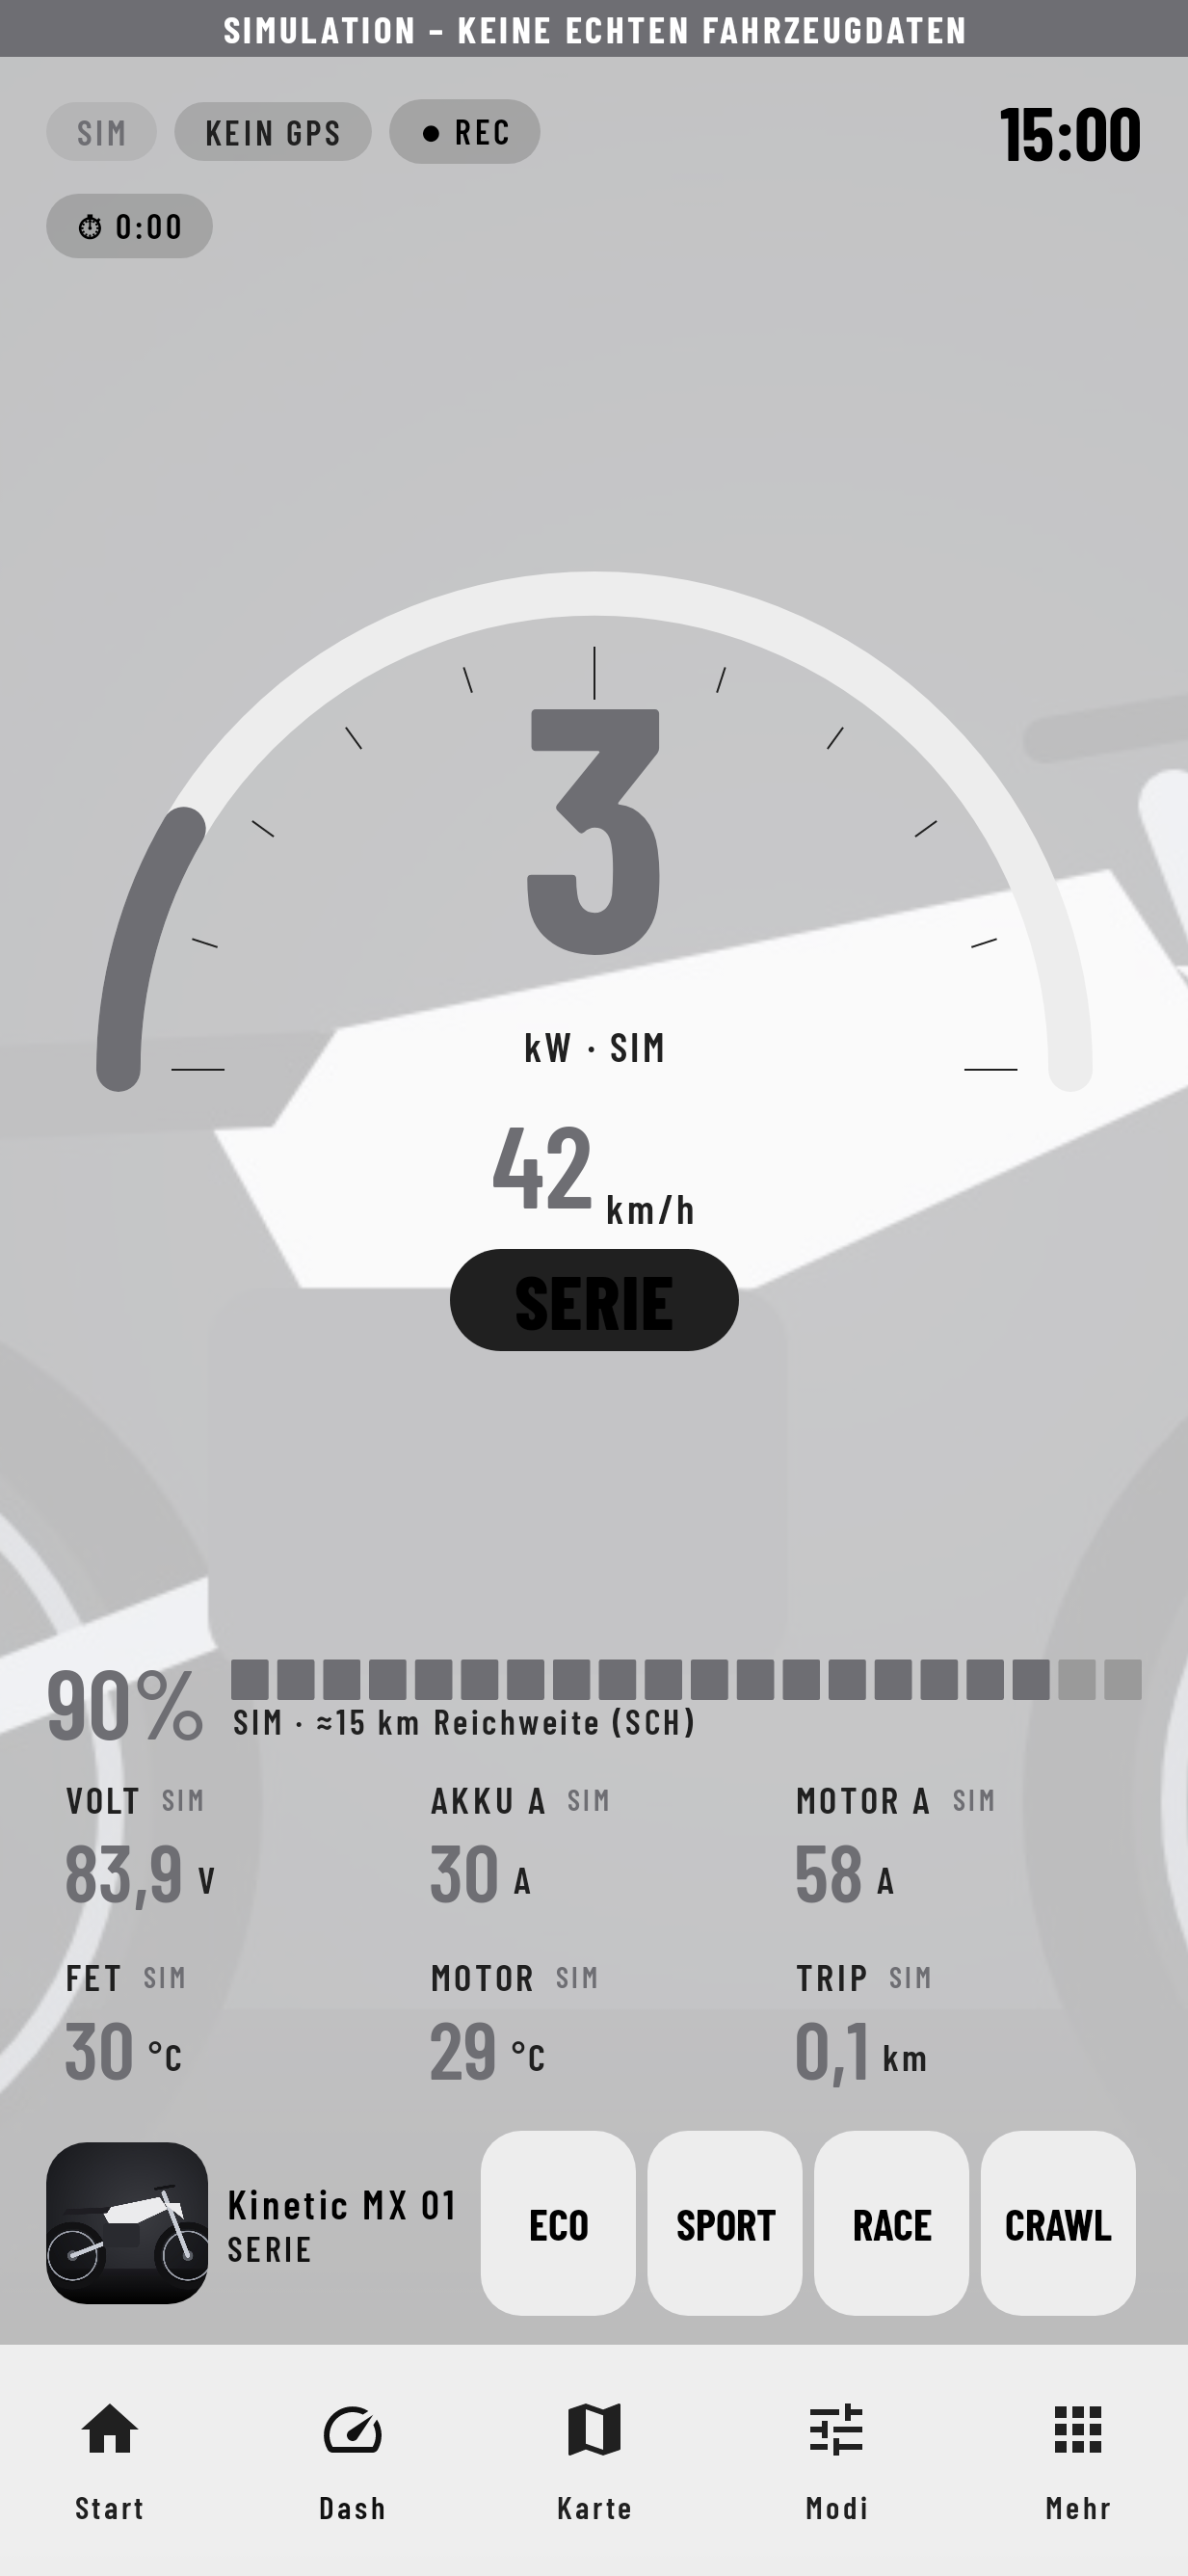 SIMULATION – KEINE ECHTEN FAHRZEUGDATEN
SIM KEIN GPS ● REC 15:00
⏱ 0:00
3
kW · SIM
42 km/h
SERIE
90%
SIM · ≈15 km Reichweite (SCH)
VOLT SIM AKKU A SIM MOTOR A SIM
83,9 V 30 A 58 A
FET SIM MOTOR SIM TRIP SIM
30 °C 29 °C 0,1 km
Kinetic MX 01
SERIE
ECO SPORT RACE CRAWL
Start Dash Karte Modi Mehr